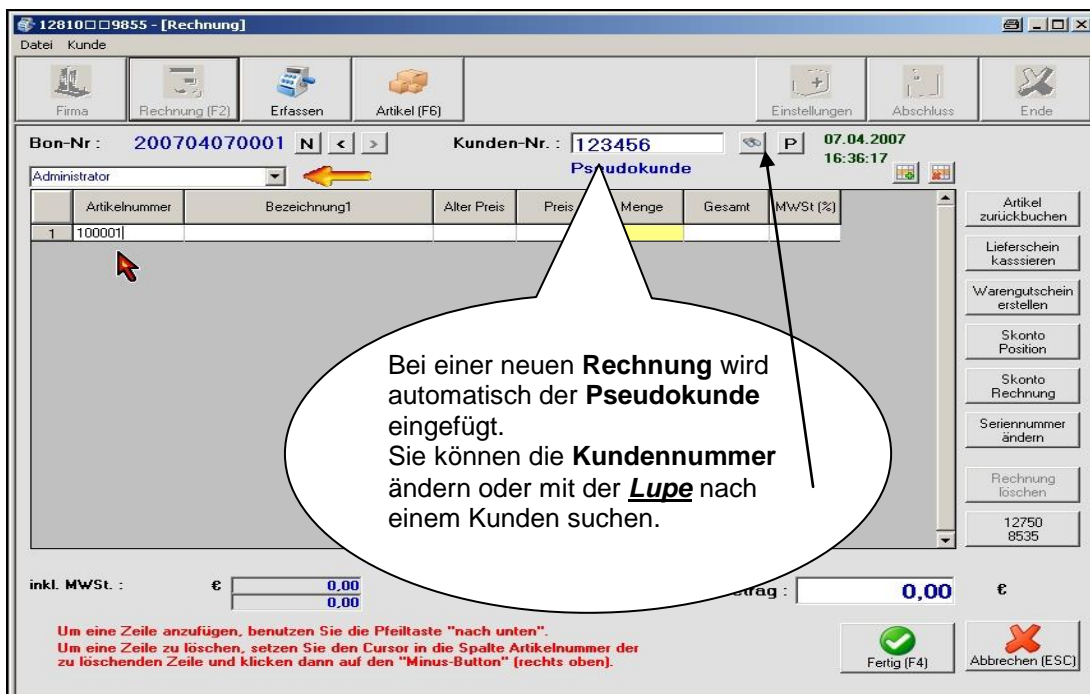 12810□□9855 - [Rechnung]
Datei Kunde
Firma Rechnung (F2) Erfassen Artikel (F6) Einstellungen Abschluss Ende
Bon-Nr : 200704070001 N < > Kunden-Nr. : 123456 P 07.04.2007
16:36:17
Administrator Pseudokunde
Artikelnummer Bezeichnung1 Alter Preis Preis Menge Gesamt MWSt (%)
1 100001
Artikel
zurückbuchen
Lieferschein
kasssieren
Warengutschein
erstellen
Skonto
Position
Skonto
Rechnung
Seriennummer
ändern
Rechnung
löschen
12750
8535
Bei einer neuen Rechnung wird
automatisch der Pseudokunde
eingefügt.
Sie können die Kundennummer
ändern oder mit der Lupe nach
einem Kunden suchen.
inkl. MWSt. : € 0,00
0,00
trag : 0,00 €
Um eine Zeile anzufügen, benutzen Sie die Pfeiltaste "nach unten".
Um eine Zeile zu löschen, setzen Sie den Cursor in die Spalte Artikelnummer der
zu löschenden Zeile und klicken dann auf den "Minus-Button" (rechts oben).
Fertig (F4) Abbrechen (ESC)